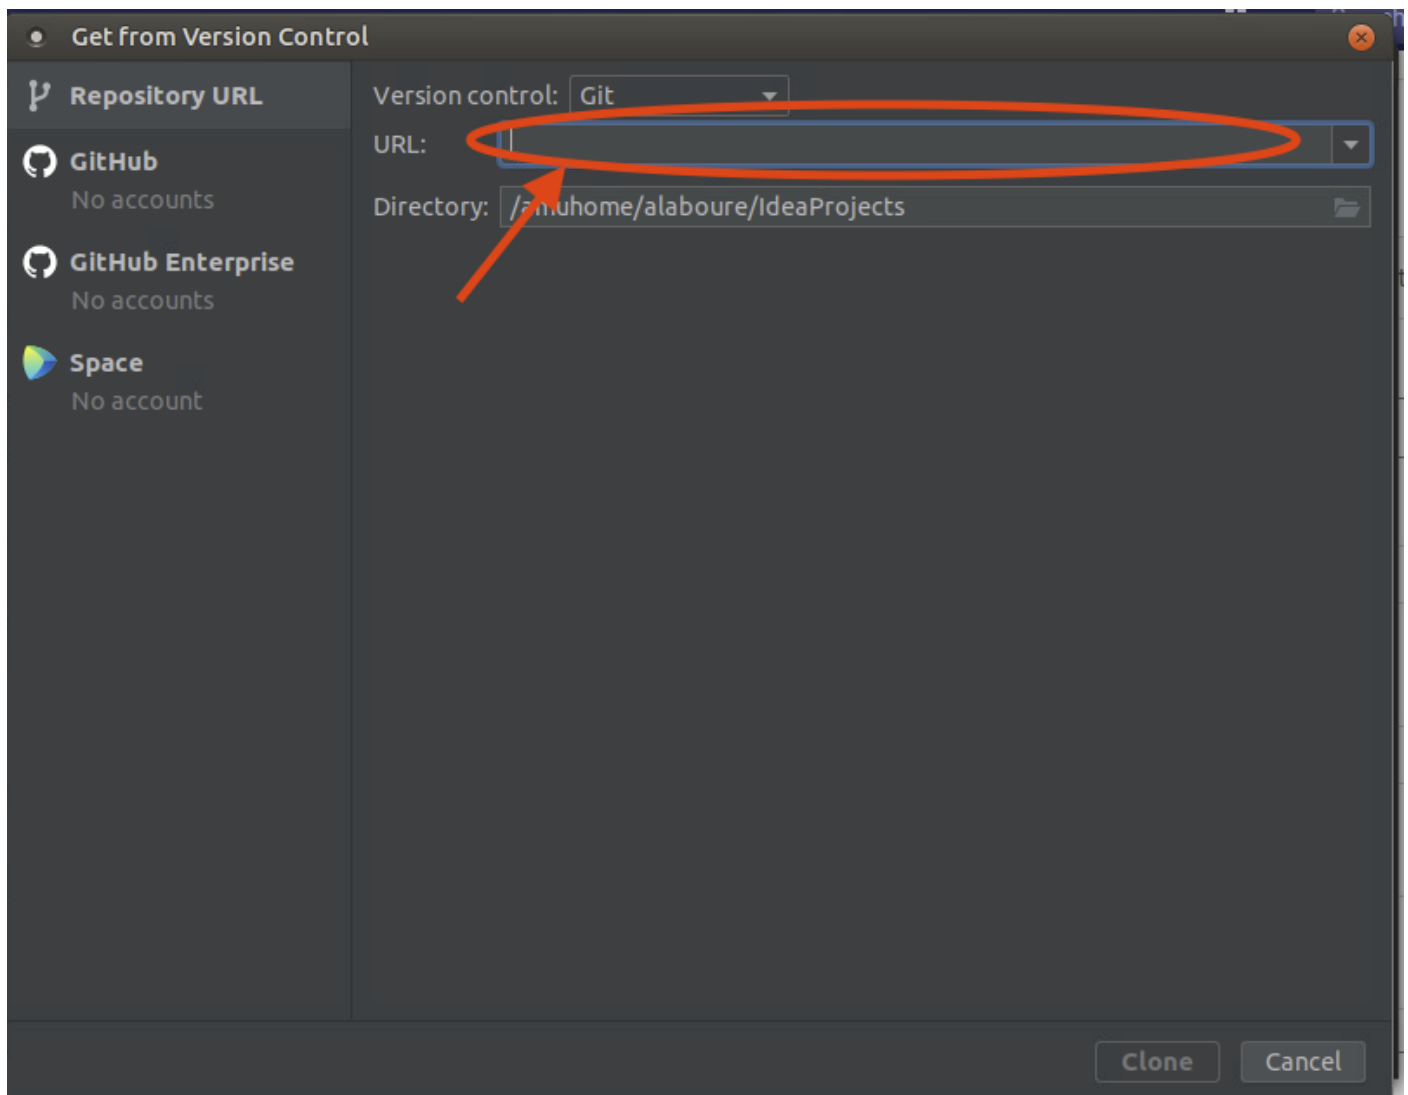 Get from Version Control
Repository URL
GitHub
No accounts
GitHub Enterprise
No accounts
Space
No account
Version control: Git
URL:
Directory: /amuhome/alaboure/IdeaProjects
Clone
Cancel